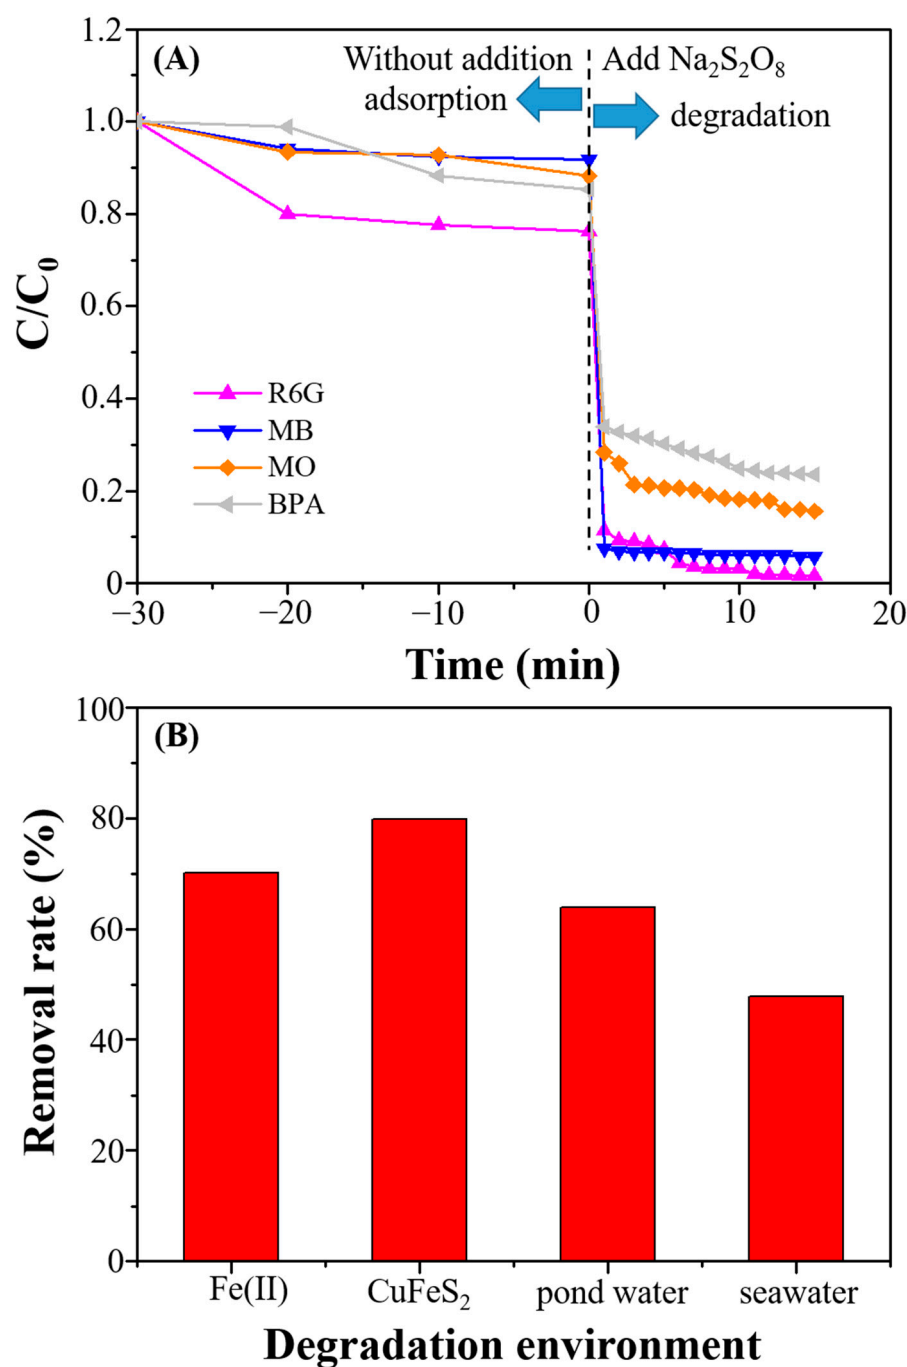 (A)
Without addition
adsorption
Add Na₂S₂O₈
degradation
1.2
1.0
0.8
0.6
0.4
0.2
0
C/C₀
R6G
MB
MO
BPA
−30
−20
−10
0
10
20
Time (min)
(B)
100
80
60
40
20
0
Removal rate (%)
Fe(II)
CuFeS₂
pond water
seawater
Degradation environment